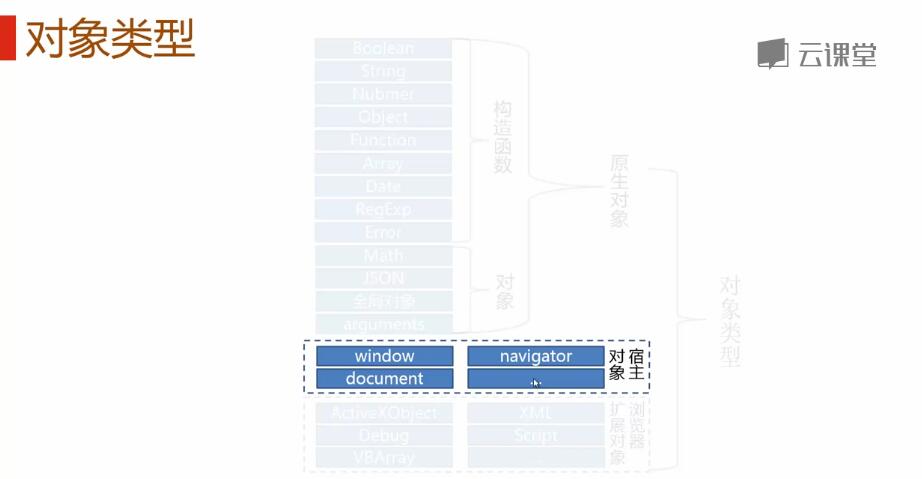 对象类型
云课堂
Boolean
String
Nubmer
Object
Function
Array
Date
RegExp
Error
构造函数
Math
JSON
全局对象
arguments
对象
原生对象
window
navigator
document
...
宿主对象
ActiveXObject
XML
Debug
Script
VBArray
...
浏览器扩展对象
对象类型